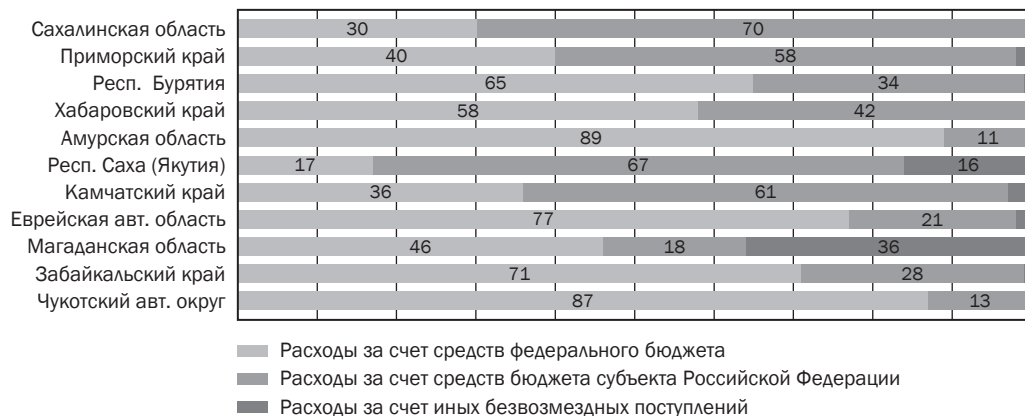 Сахалинская область 30 70
Приморский край 40 58
Респ. Бурятия 65 34
Хабаровский край 58 42
Амурская область 89 11
Респ. Саха (Якутия) 17 67 16
Камчатский край 36 61
Еврейская авт. область 77 21
Магаданская область 46 18 36
Забайкальский край 71 28
Чукотский авт. округ 87 13
Расходы за счет средств федерального бюджета
Расходы за счет средств бюджета субъекта Российской Федерации
Расходы за счет иных безвозмездных поступлений